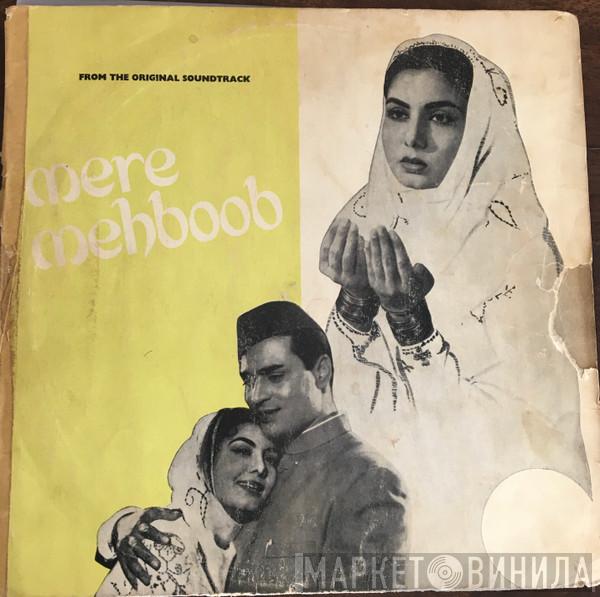 FROM THE ORIGINAL SOUNDTRACK
mere
mehboob
МАРКЕТ ВИНИЛА